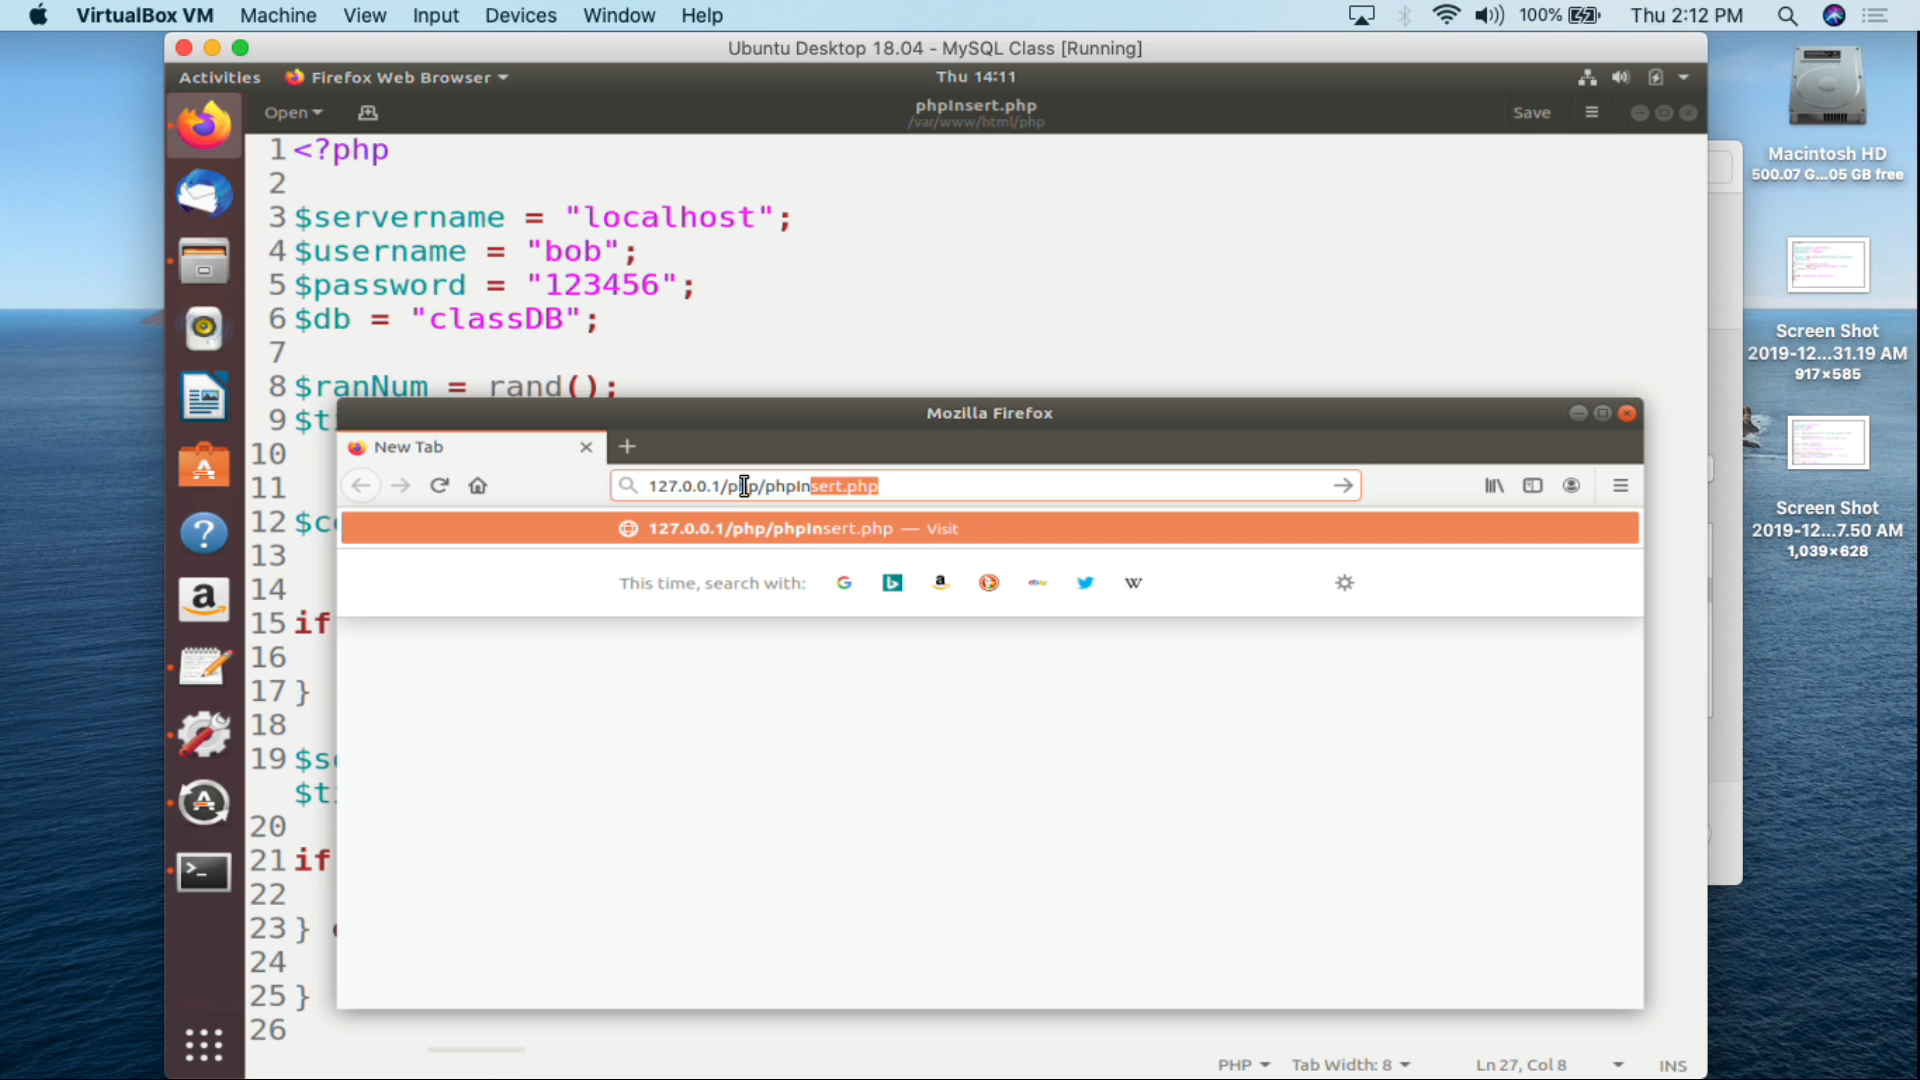 VirtualBox VM Machine View Input Devices Window Help 100% Thu 2:12 PM
Ubuntu Desktop 18.04 - MySQL Class [Running]
Activities Firefox Web Browser Thu 14:11
Open phpInsert.php Save
/var/www/html/php
1 <?php
2
3 $servername = "localhost";
4 $username = "bob";
5 $password = "123456";
6 $db = "classDB";
7
8 $ranNum = rand();
9 $ti
10
11
12 $co
13
14
15 if
16
17 }
18
19 $s
$ti
20
21 if
22
23 }
24
25 }
26
Mozilla Firefox
New Tab
127.0.0.1/php/phpInsert.php
127.0.0.1/php/phpInsert.php — Visit
This time, search with:
PHP Tab Width: 8 Ln 27, Col 8 INS
Macintosh HD
500.07 G...05 GB free
Screen Shot
2019-12...31.19 AM
917×585
Screen Shot
2019-12...7.50 AM
1,039×628